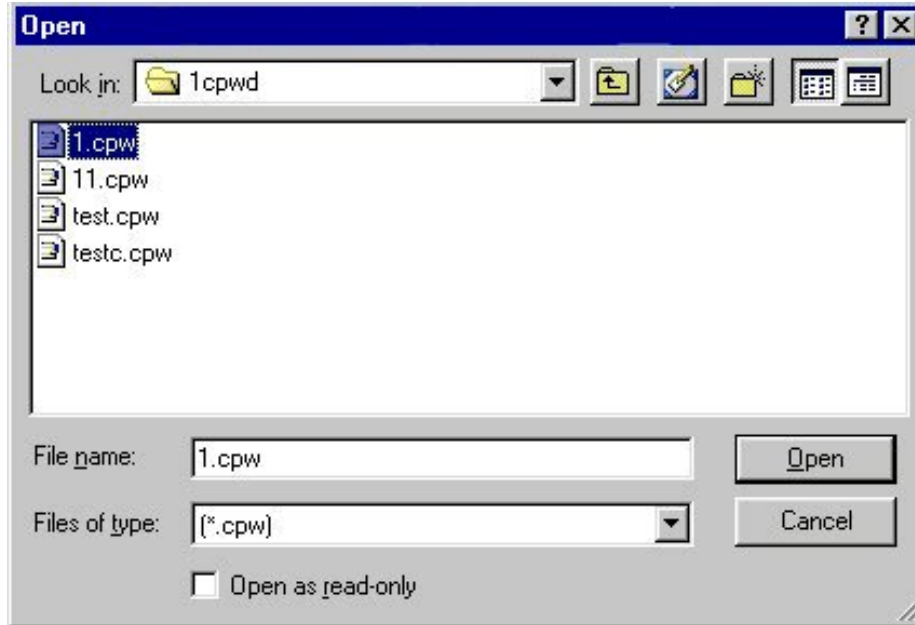 Open
Look in: 1cpwd
1.cpw
11.cpw
test.cpw
testc.cpw
File name: 1.cpw Open
Files of type: (*.cpw) Cancel
Open as read-only